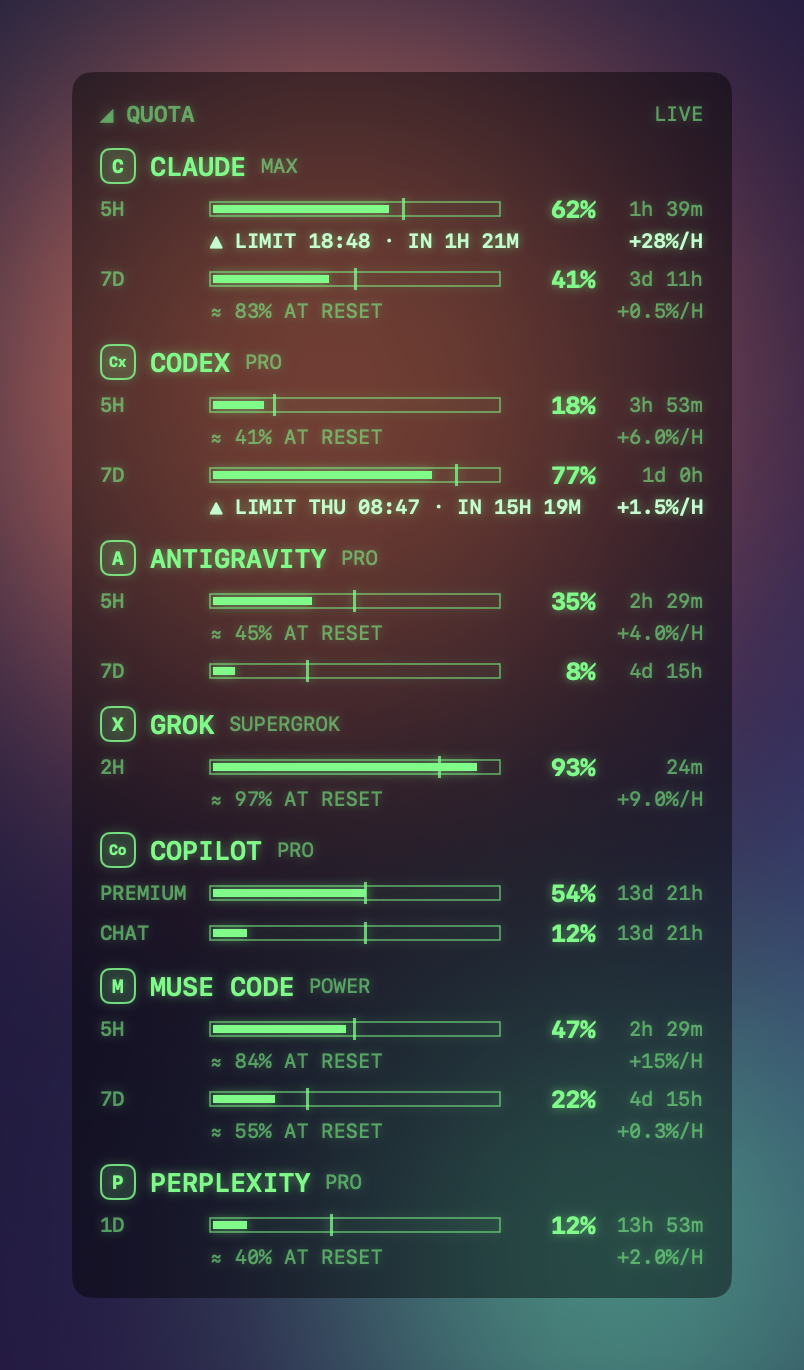 ◢ QUOTA LIVE
C CLAUDE MAX
5H 62% 1h 39m
▲ LIMIT 18:48 · IN 1H 21M +28%/H
7D 41% 3d 11h
≈ 83% AT RESET +0.5%/H
Cx CODEX PRO
5H 18% 3h 53m
≈ 41% AT RESET +6.0%/H
7D 77% 1d 0h
▲ LIMIT THU 08:47 · IN 15H 19M +1.5%/H
A ANTIGRAVITY PRO
5H 35% 2h 29m
≈ 45% AT RESET +4.0%/H
7D 8% 4d 15h
X GROK SUPERGROK
2H 93% 24m
≈ 97% AT RESET +9.0%/H
Co COPILOT PRO
PREMIUM 54% 13d 21h
CHAT 12% 13d 21h
M MUSE CODE POWER
5H 47% 2h 29m
≈ 84% AT RESET +15%/H
7D 22% 4d 15h
≈ 55% AT RESET +0.3%/H
P PERPLEXITY PRO
1D 12% 13h 53m
≈ 40% AT RESET +2.0%/H